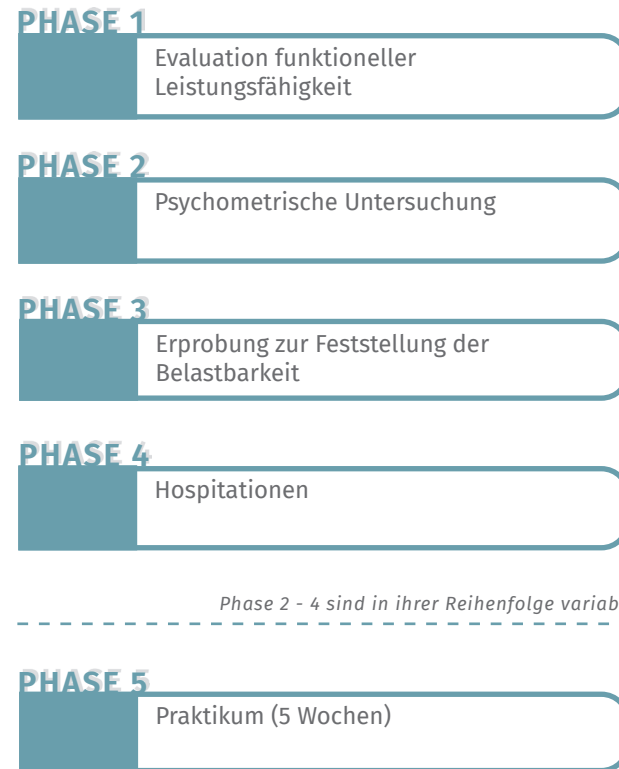 PHASE 1
Evaluation funktioneller
Leistungsfähigkeit
PHASE 2
Psychometrische Untersuchung
PHASE 3
Erprobung zur Feststellung der
Belastbarkeit
PHASE 4
Hospitationen
Phase 2 - 4 sind in ihrer Reihenfolge variab
PHASE 5
Praktikum (5 Wochen)